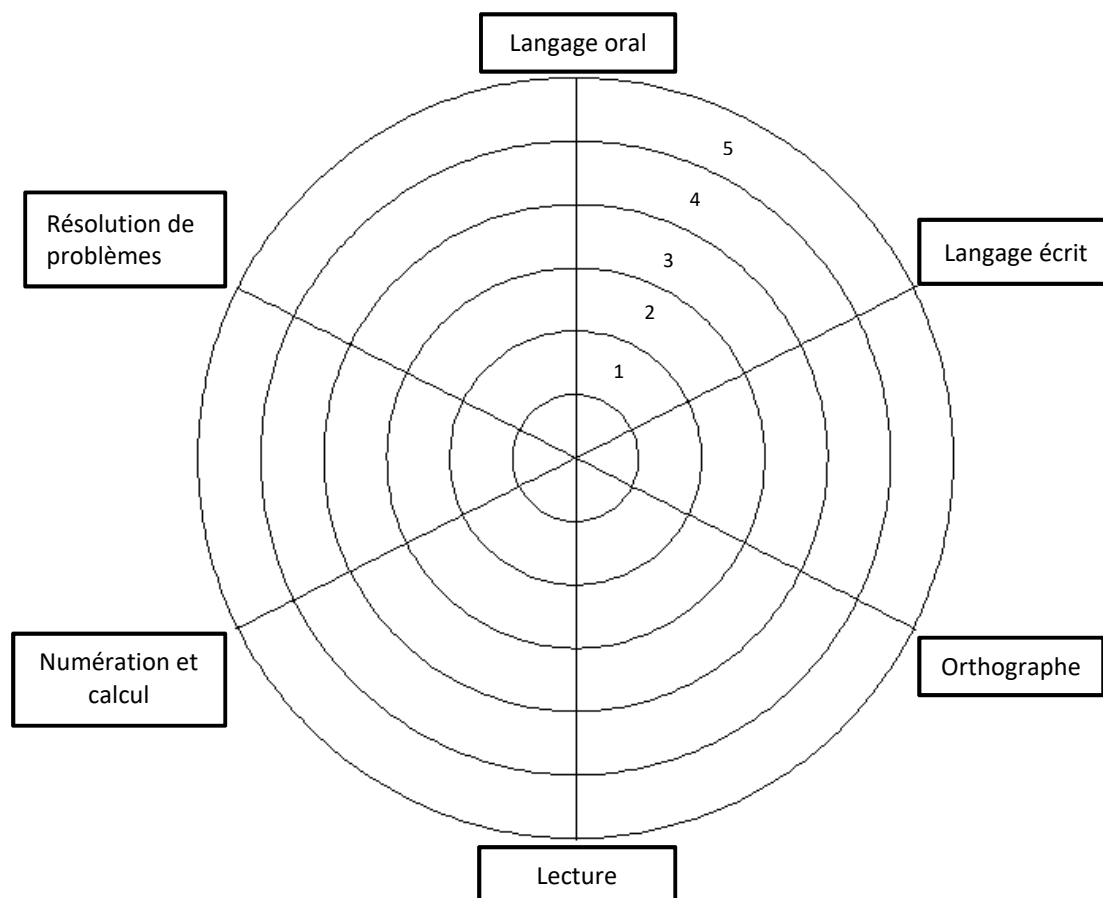 Langage oral
5
4
Résolution de
problèmes
Langage écrit
3
2
1
Numération et
calcul
Orthographe
Lecture